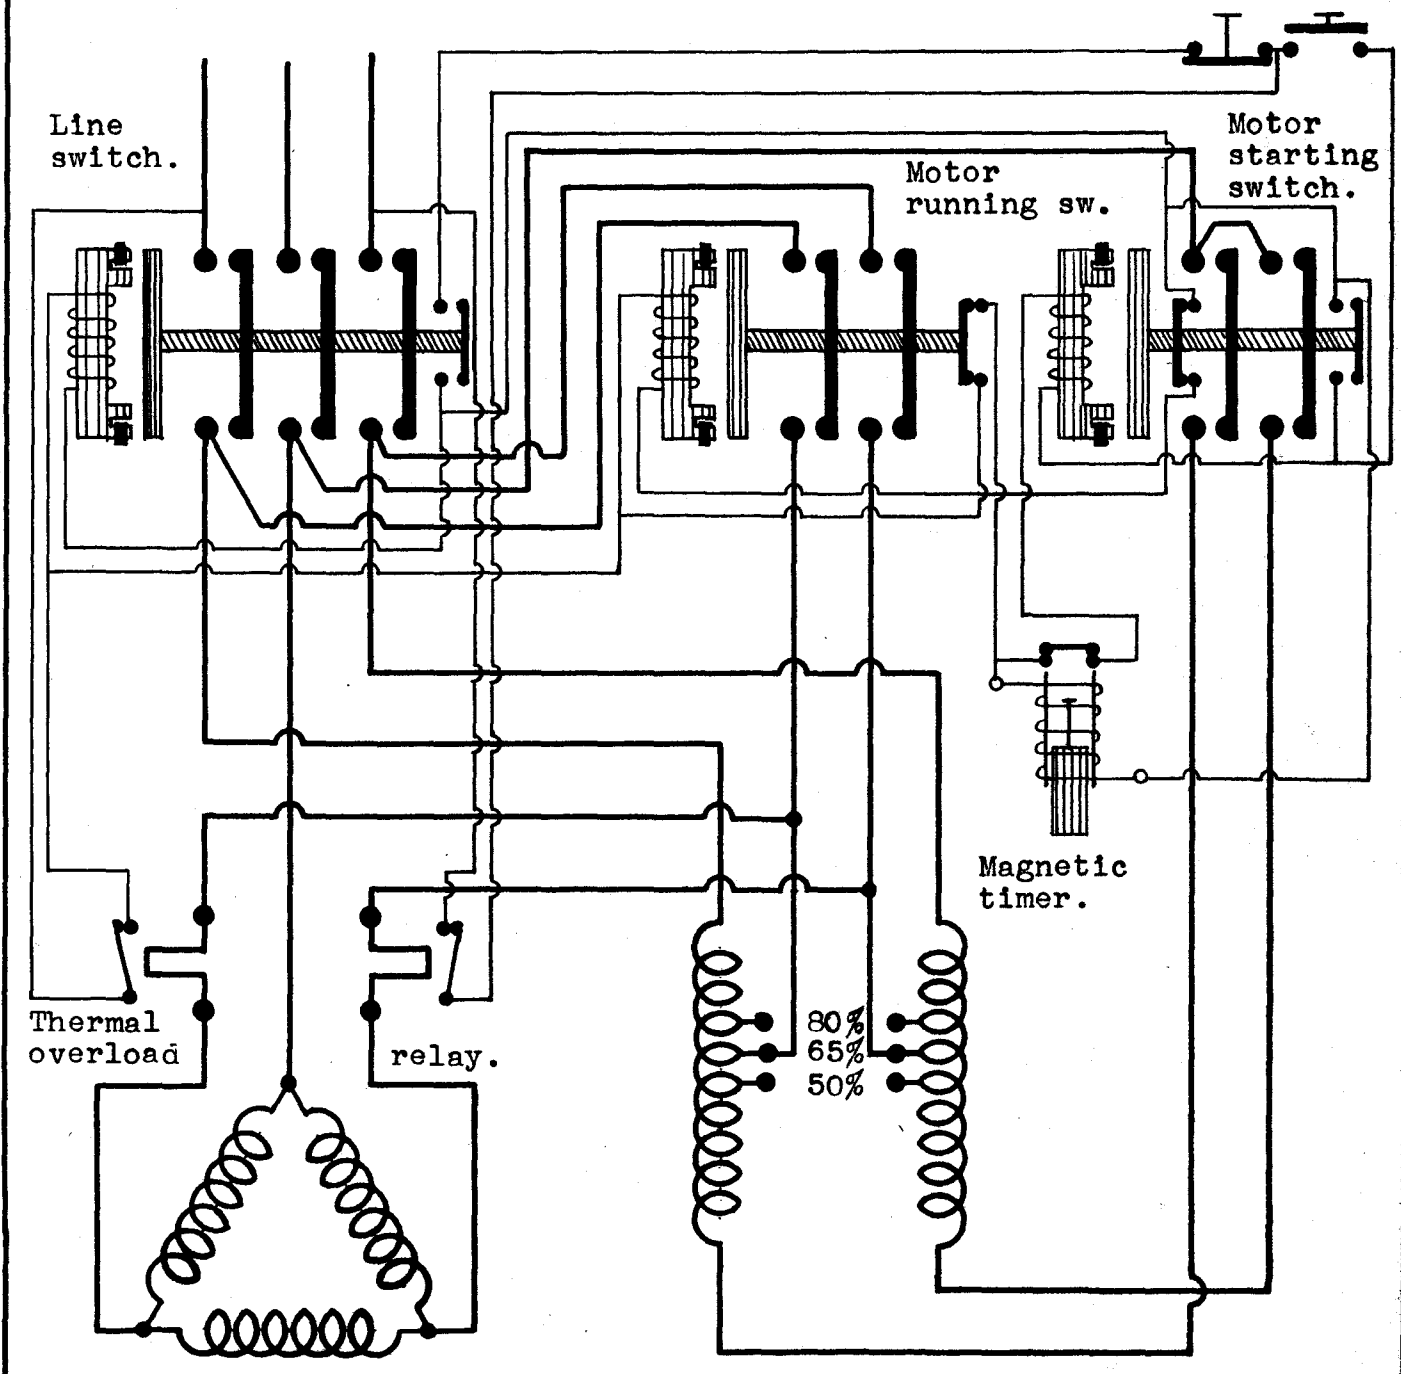 Line
switch.
Motor
running sw.
Motor
starting
switch.
Magnetic
timer.
80%
65%
50%
Thermal
overload
relay.